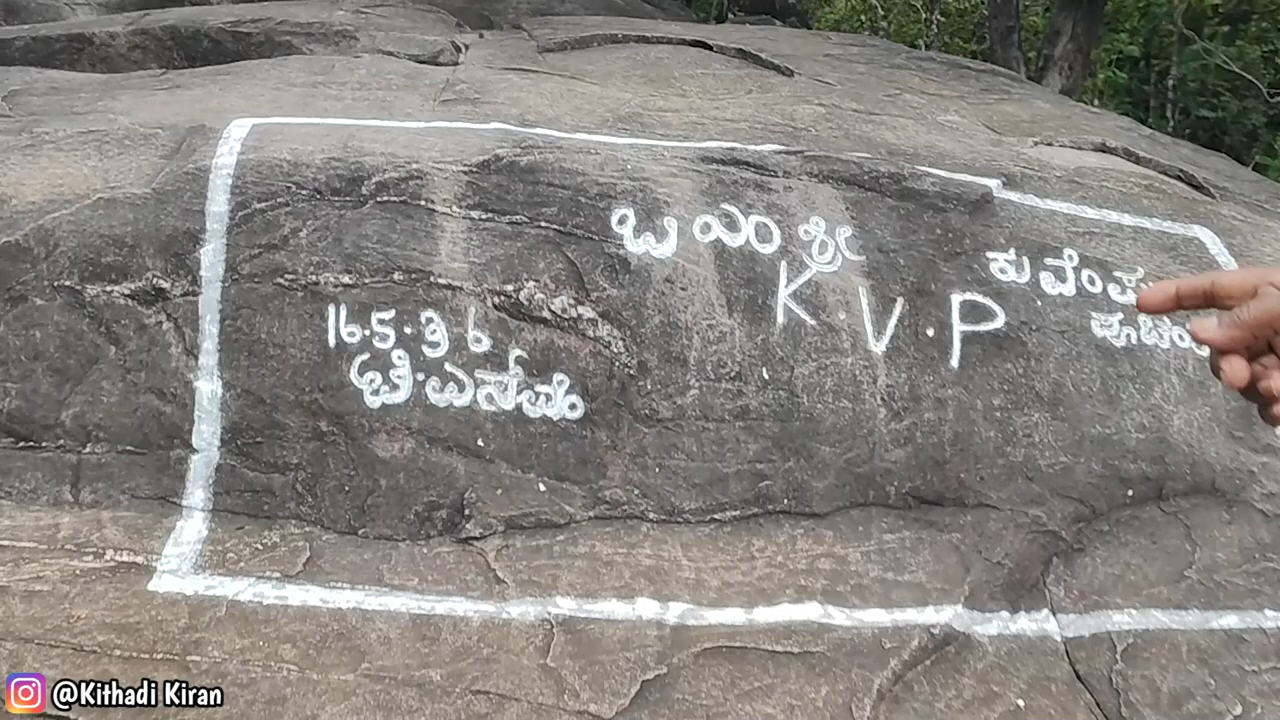 ಬಿ ಎಂ ಶ್ರೀ
K.V.P
ಕುವೆಂಪು
ಪೂಚಂತೇ
16.5.36
ಟಿ.ಎಸ್.ವೆಂ
@Kithadi Kiran